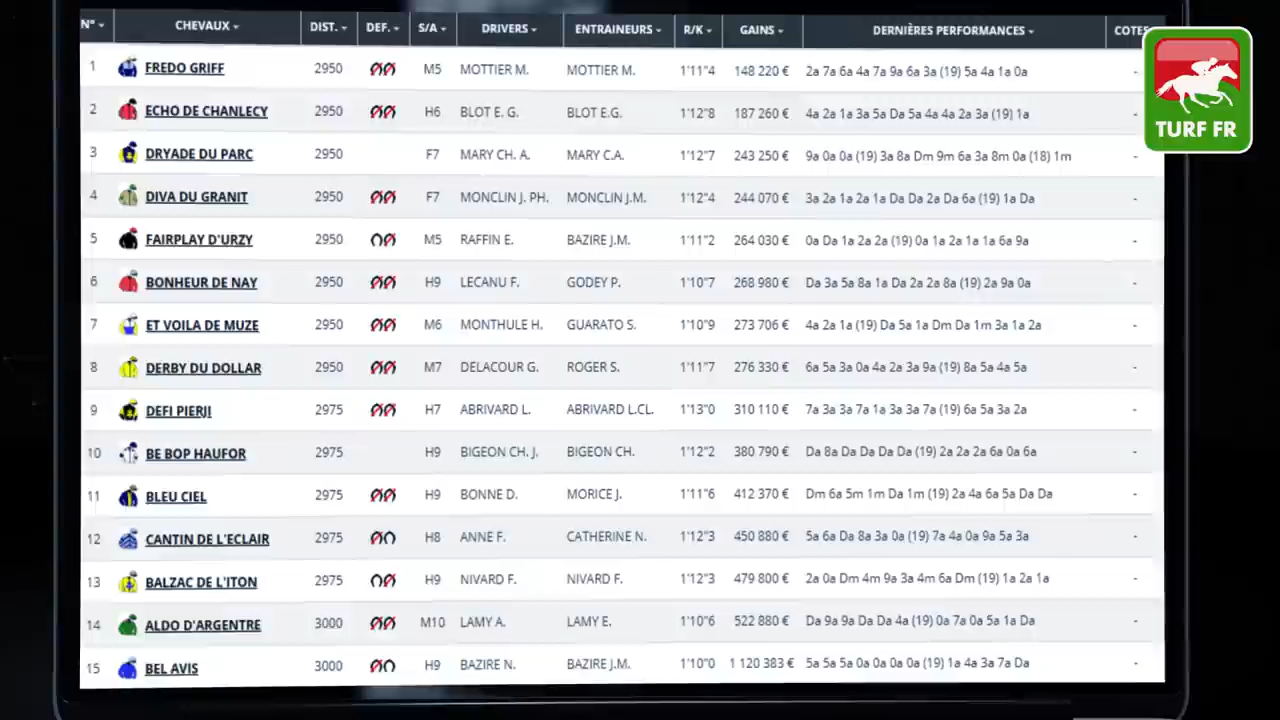 N° CHEVAUX DIST. DEF. S/A DRIVERS ENTRAINEURS R/K GAINS DERNIÈRES PERFORMANCES COTES
1 FREDO GRIFF 2950 M5 MOTTIER M. MOTTIER M. 1'11"4 148 220 € 2a 7a 6a 4a 7a 9a 6a 3a (19) 5a 4a 1a 0a -
2 ECHO DE CHANLECY 2950 H6 BLOT E. G. BLOT E.G. 1'12"8 187 260 € 4a 2a 1a 3a 5a Da 5a 4a 4a 2a 3a (19) 1a -
3 DRYADE DU PARC 2950 F7 MARY CH. A. MARY C.A. 1'12"7 243 250 € 9a 0a 0a (19) 3a 8a Dm 9m 6a 3a 8m 0a (18) 1m -
4 DIVA DU GRANIT 2950 F7 MONCLIN J. PH. MONCLIN J.M. 1'12"4 244 070 € 3a 2a 1a 2a 1a Da Da 2a Da 6a (19) 1a Da -
5 FAIRPLAY D'URZY 2950 M5 RAFFIN E. BAZIRE J.M. 1'11"2 264 030 € 0a Da 1a 2a 2a (19) 0a 1a 2a 1a 1a 6a 9a -
6 BONHEUR DE NAY 2950 H9 LECANU F. GODEY P. 1'10"7 268 980 € Da 3a 5a 8a 1a Da 2a 2a 8a (19) 2a 9a 0a -
7 ET VOILA DE MUZE 2950 M6 MONTHULE H. GUARATO S. 1'10"9 273 706 € 4a 2a 1a (19) Da 5a 1a Dm Da 1m 3a 1a 2a -
8 DERBY DU DOLLAR 2950 M7 DELACOUR G. ROGER S. 1'11"7 276 330 € 6a 5a 3a 0a 4a 2a 3a 9a (19) 8a 5a 4a 5a -
9 DEFI PIERJI 2975 H7 ABRIVARD L. ABRIVARD L.CL. 1'13"0 310 110 € 7a 3a 3a 7a 1a 3a 3a 7a (19) 6a 5a 3a 2a -
10 BE BOP HAUFOR 2975 H9 BIGEON CH. J. BIGEON CH. 1'12"2 380 790 € Da 8a Da Da Da Da (19) 2a 2a 2a 6a 0a 6a -
11 BLEU CIEL 2975 H9 BONNE D. MORICE J. 1'11"6 412 370 € Dm 6a 5m 1m Da 1m (19) 2a 4a 6a 5a Da Da -
12 CANTIN DE L'ECLAIR 2975 H8 ANNE F. CATHERINE N. 1'12"3 450 880 € 5a 6a Da 8a 3a 0a (19) 7a 4a 0a 9a 5a 3a -
13 BALZAC DE L'ITON 2975 H9 NIVARD F. NIVARD F. 1'12"3 479 800 € 2a 0a Dm 4m 9a 3a 4m 6a Dm (19) 1a 2a 1a -
14 ALDO D'ARGENTRE 3000 M10 LAMY A. LAMY E. 1'10"6 522 880 € Da 9a 9a Da Da 4a (19) 0a 7a 0a 5a 1a Da -
15 BEL AVIS 3000 H9 BAZIRE N. BAZIRE J.M. 1'10"0 1 120 383 € 5a 5a 5a 0a 0a 0a 0a (19) 1a 4a 3a 7a Da -
TURF FR